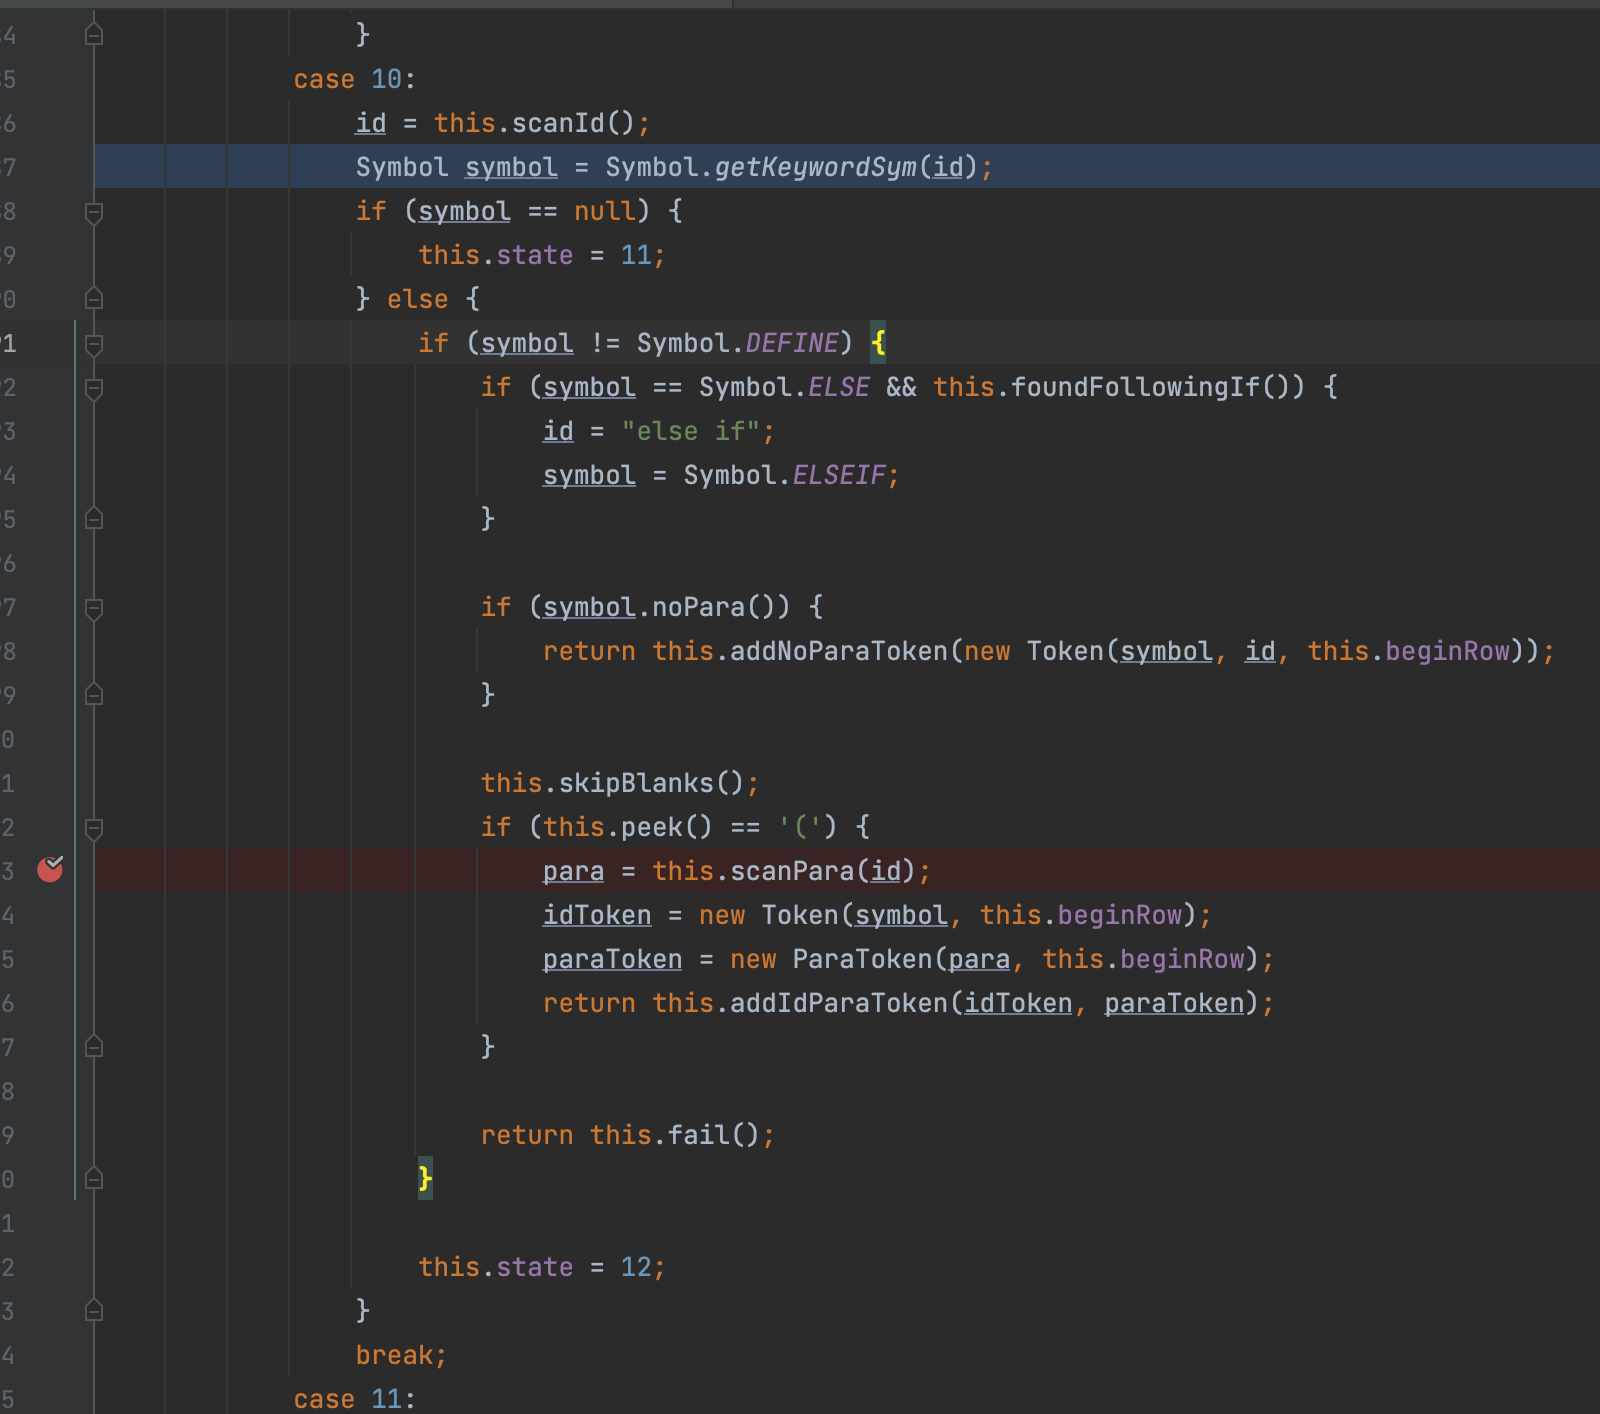 4 }
5 case 10:
6 id = this.scanId();
7 Symbol symbol = Symbol.getKeywordSym(id);
8 if (symbol == null) {
9 this.state = 11;
0 } else {
1 if (symbol != Symbol.DEFINE) {
2 if (symbol == Symbol.ELSE && this.foundFollowingIf()) {
3 id = "else if";
4 symbol = Symbol.ELSEIF;
5 }
6
7 if (symbol.noPara()) {
8 return this.addNoParaToken(new Token(symbol, id, this.beginRow));
9 }
0
1 this.skipBlanks();
2 if (this.peek() == '(') {
3 para = this.scanPara(id);
4 idToken = new Token(symbol, this.beginRow);
5 paraToken = new ParaToken(para, this.beginRow);
6 return this.addIdParaToken(idToken, paraToken);
7 }
8
9 return this.fail();
0 }
1
2 this.state = 12;
3 }
4 break;
5 case 11: